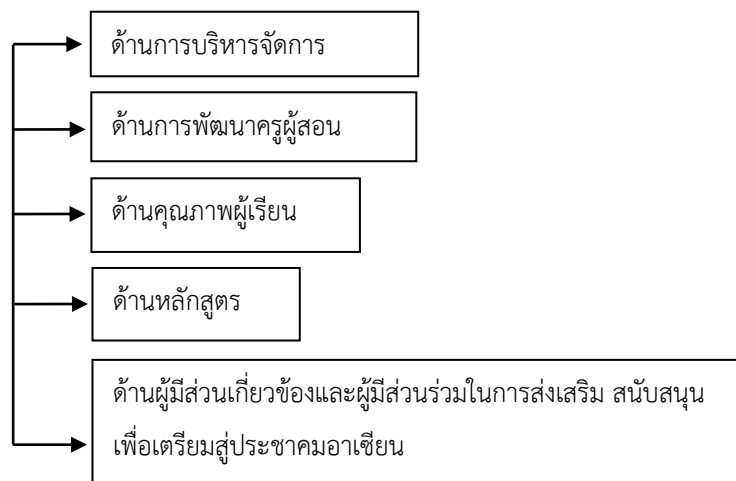 ด้านการบริหารจัดการ
ด้านการพัฒนาครูผู้สอน
ด้านคุณภาพผู้เรียน
ด้านหลักสูตร
ด้านผู้มีส่วนเกี่ยวข้องและผู้มีส่วนร่วมในการส่งเสริม สนับสนุน
เพื่อเตรียมสู่ประชาคมอาเซียน